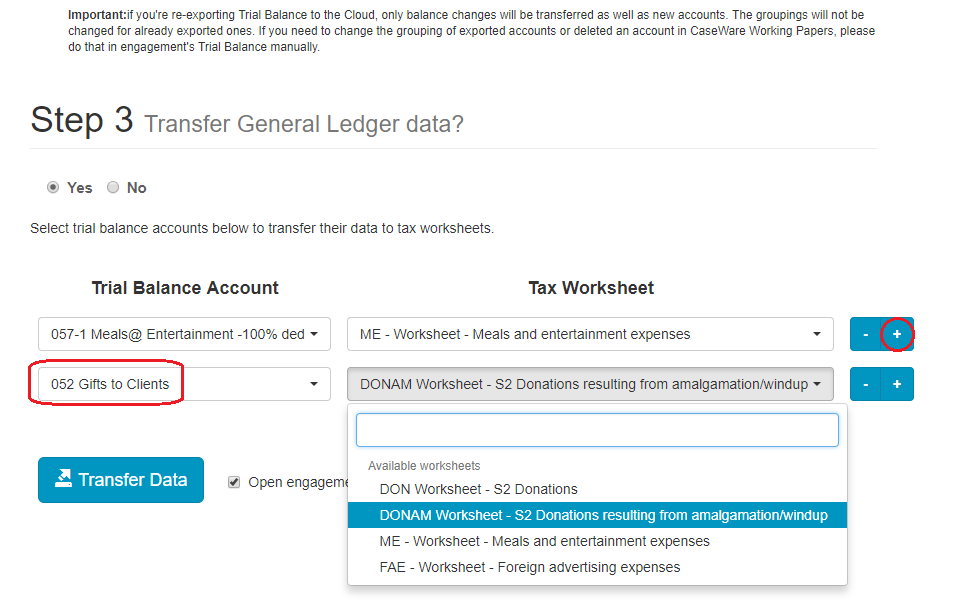 Important:if you're re-exporting Trial Balance to the Cloud, only balance changes will be transferred as well as new accounts. The groupings will not be
changed for already exported ones. If you need to change the grouping of exported accounts or deleted an account in CaseWare Working Papers, please
do that in engagement's Trial Balance manually.
Step 3 Transfer General Ledger data?
Yes No
Select trial balance accounts below to transfer their data to tax worksheets.
Trial Balance Account Tax Worksheet
057-1 Meals@ Entertainment -100% ded ME - Worksheet - Meals and entertainment expenses - +
052 Gifts to Clients DONAM Worksheet - S2 Donations resulting from amalgamation/windup - +
Available worksheets
DON Worksheet - S2 Donations
DONAM Worksheet - S2 Donations resulting from amalgamation/windup
ME - Worksheet - Meals and entertainment expenses
FAE - Worksheet - Foreign advertising expenses
Transfer Data Open engageme